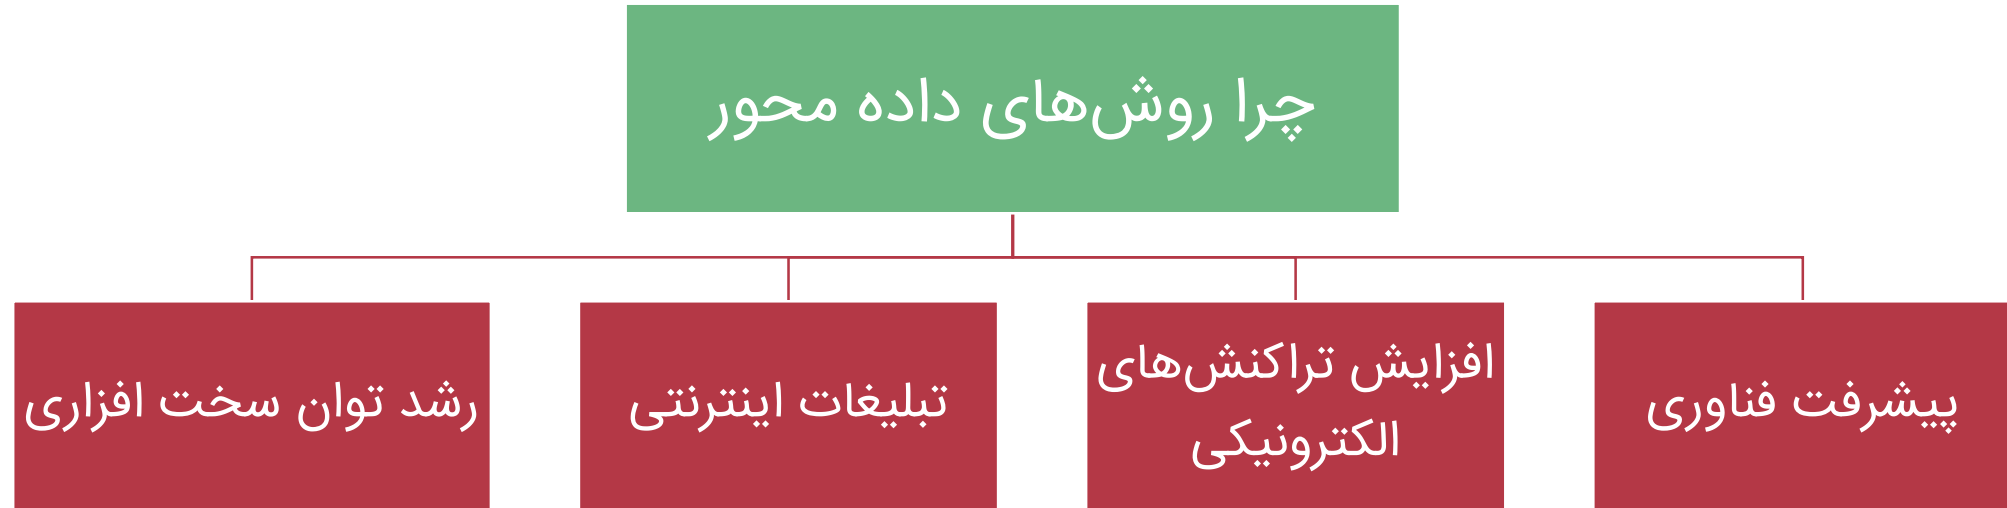 چرا روش‌های داده محور
پیشرفت فناوری
افزایش تراکنش‌های
الکترونیکی
تبلیغات اینترنتی
رشد توان سخت افزاری